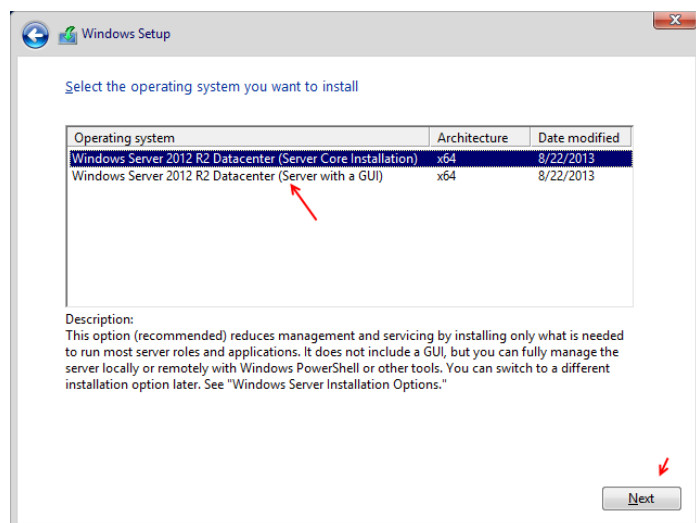 Windows Setup
Select the operating system you want to install
Operating system Architecture Date modified
Windows Server 2012 R2 Datacenter (Server Core Installation) x64 8/22/2013
Windows Server 2012 R2 Datacenter (Server with a GUI) x64 8/22/2013
Description:
This option (recommended) reduces management and servicing by installing only what is needed
to run most server roles and applications. It does not include a GUI, but you can fully manage the
server locally or remotely with Windows PowerShell or other tools. You can switch to a different
installation option later. See "Windows Server Installation Options."
Next